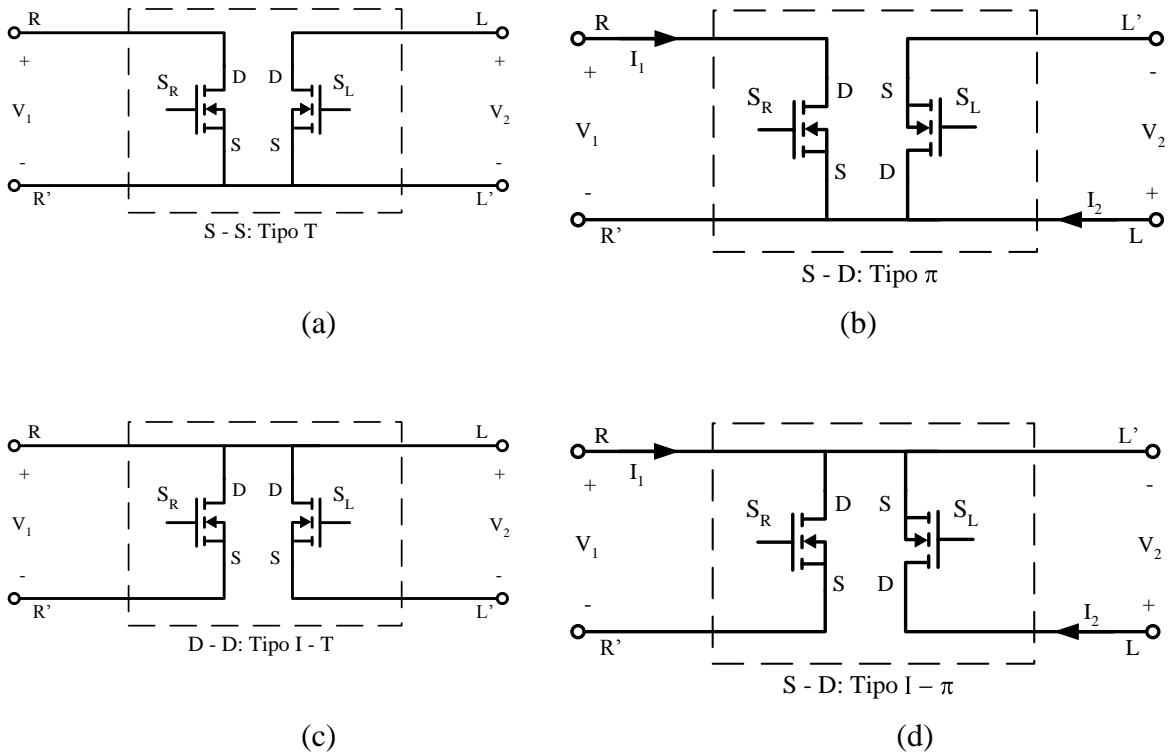 R L
+ +
D D
S_R S_L
V_1 V_2
S S
- -
R' L'
S - S: Tipo T
(a)
R L'
I_1
+ -
D S
S_R S_L
V_1 V_2
S D
- +
I_2
R' L
S - D: Tipo π
(b)
R L
+ +
D D
S_R S_L
V_1 V_2
S S
- -
R' L'
D - D: Tipo I - T
(c)
R L'
I_1
+ -
D S
S_R S_L
V_1 V_2
S D
- +
I_2
R' L
S - D: Tipo I – π
(d)